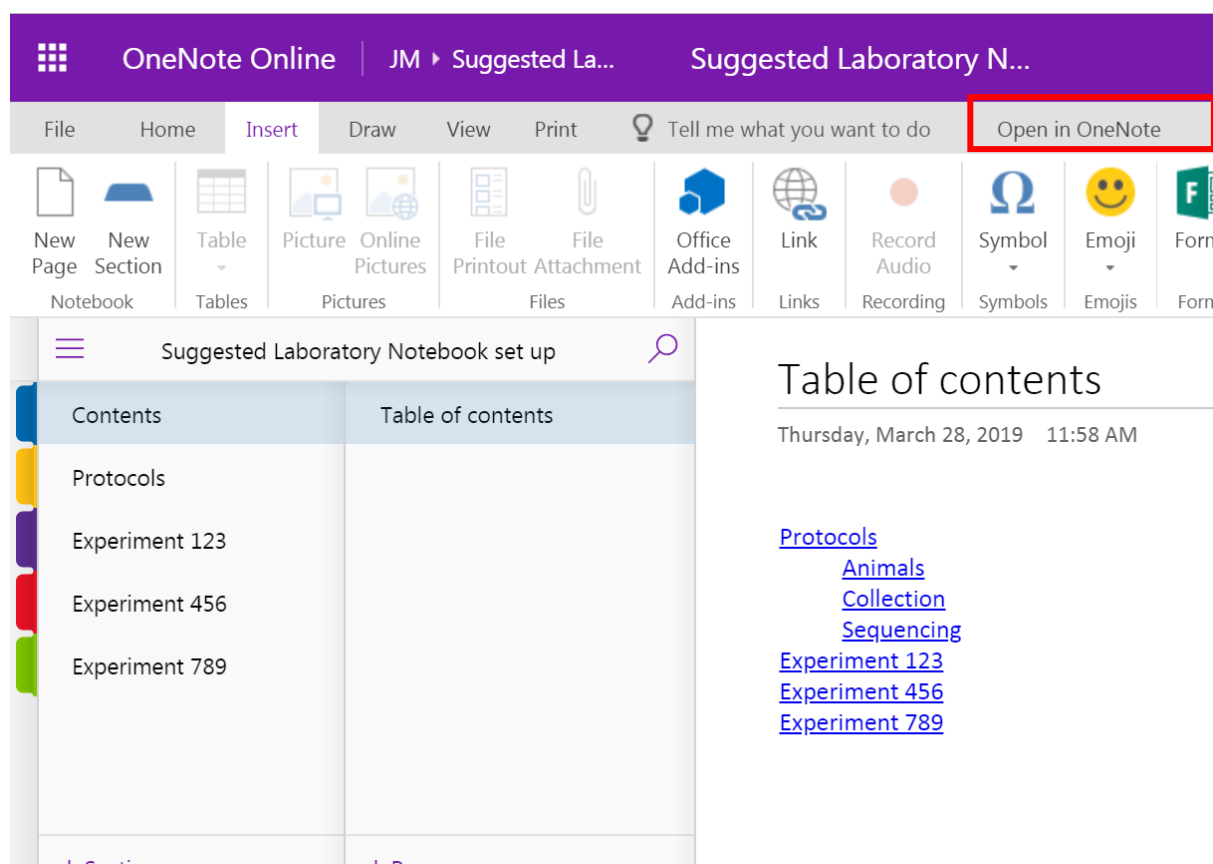 OneNote Online JM Suggested La... Suggested Laboratory N...
File Home Insert Draw View Print Tell me what you want to do Open in OneNote
New Page
New Section
Table
Picture
Online Pictures
File Printout
File Attachment
Office Add-ins
Link
Record Audio
Symbol
Emoji
F
Notebook Tables Pictures Files Add-ins Links Recording Symbols Emojis
Suggested Laboratory Notebook set up
Contents
Protocols
Experiment 123
Experiment 456
Experiment 789
Table of contents
Table of contents
Thursday, March 28, 2019 11:58 AM
Protocols
Animals
Collection
Sequencing
Experiment 123
Experiment 456
Experiment 789